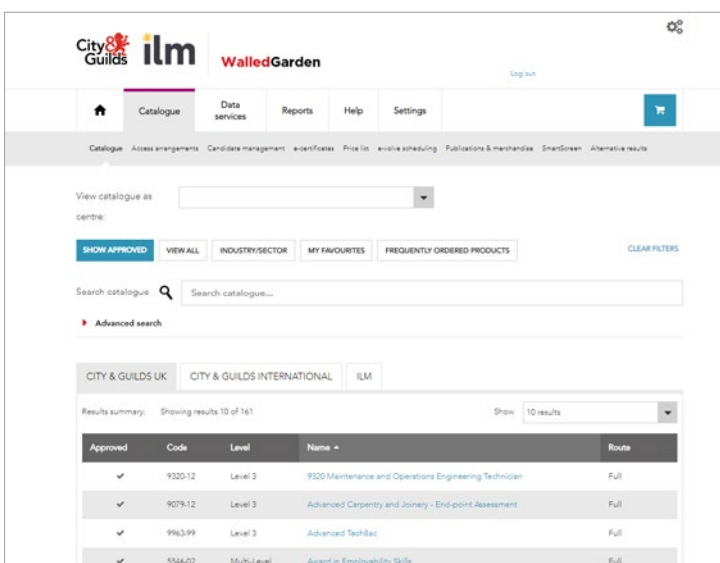 City& Guilds ilm WalledGarden
Log out
Catalogue Data services Reports Help Settings
Catalogue Access arrangements Candidate management e-certificates Price list e-volve scheduling Publications & merchandise SmartScreen Alternative results
View catalogue as centre:
SHOW APPROVED VIEW ALL INDUSTRY/SECTOR MY FAVOURITES FREQUENTLY ORDERED PRODUCTS CLEAR FILTERS
Search catalogue Search catalogue...
Advanced search
CITY & GUILDS UK CITY & GUILDS INTERNATIONAL ILM
Results summary: Showing results 10 of 161 Show 10 results
Approved Code Level Name Route
9320-12 Level 3 9320 Maintenance and Operations Engineering Technician Full
9079-12 Level 3 Advanced Carpentry and Joinery - End-point Assessment Full
9963-99 Level 3 Advanced TechBac Full
5546-02 Multi-Level Award in Employability Skills Full